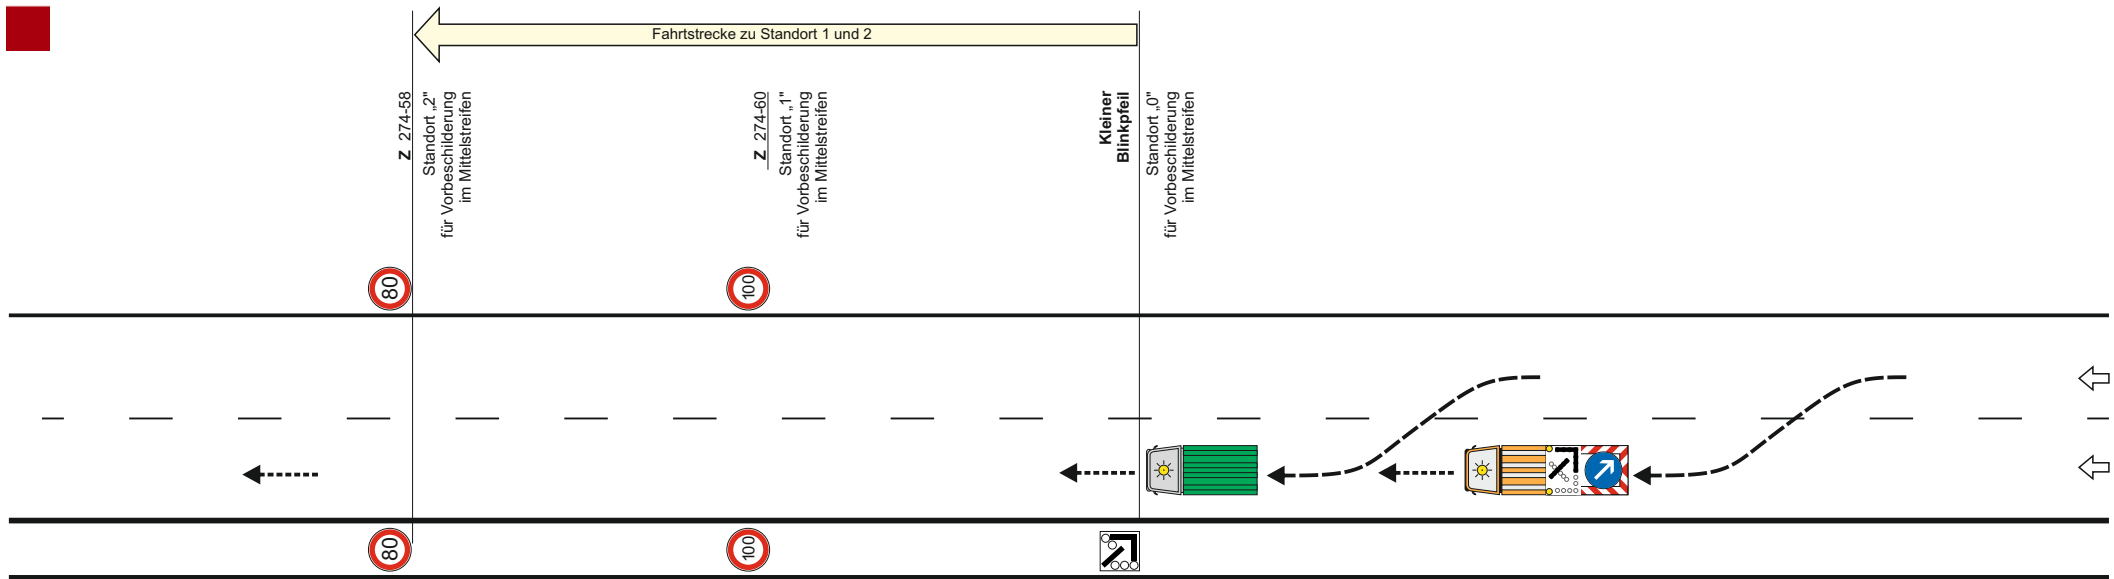 Fahrtstrecke zu Standort 1 und 2
Z 274-58
Standort „2"
für Vorbeschilderung
im Mittelstreifen
Z 274-60
Standort „1"
für Vorbeschilderung
im Mittelstreifen
Kleiner
Blinkpfeil
Standort „0"
für Vorbeschilderung
im Mittelstreifen
80
100
80
100